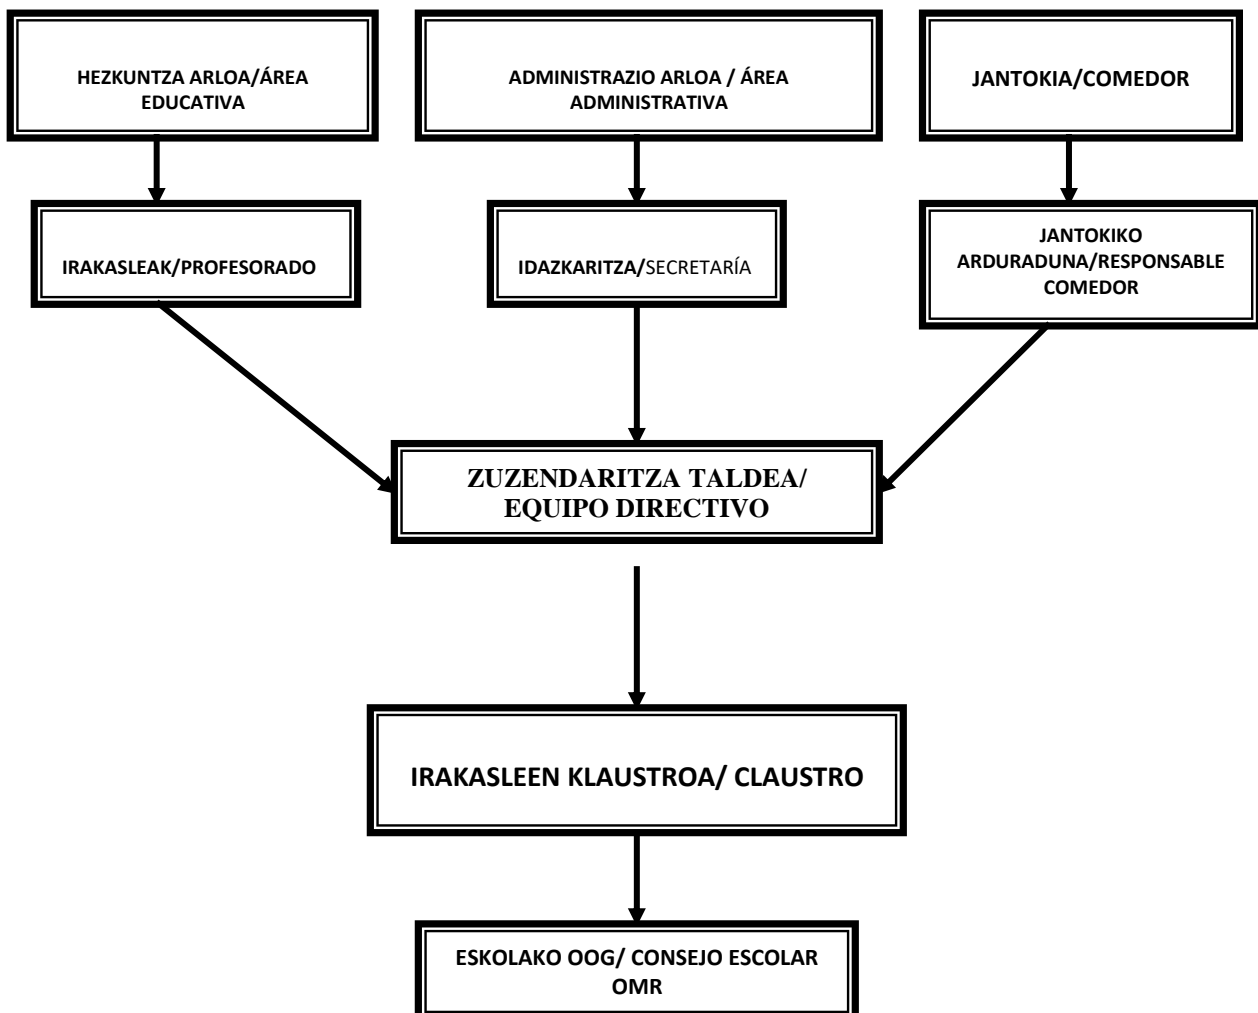 HEZKUNTZA ARLOA/ÁREA
EDUCATIVA
ADMINISTRAZIO ARLOA / ÁREA
ADMINISTRATIVA
JANTOKIA/COMEDOR
IRAKASLEAK/PROFESORADO
IDAZKARITZA/SECRETARÍA
JANTOKIKO
ARDURADUNA/RESPONSABLE
COMEDOR
ZUZENDARITZA TALDEA/
EQUIPO DIRECTIVO
IRAKASLEEN KLAUSTROA/ CLAUSTRO
ESKOLAKO OOG/ CONSEJO ESCOLAR
OMR